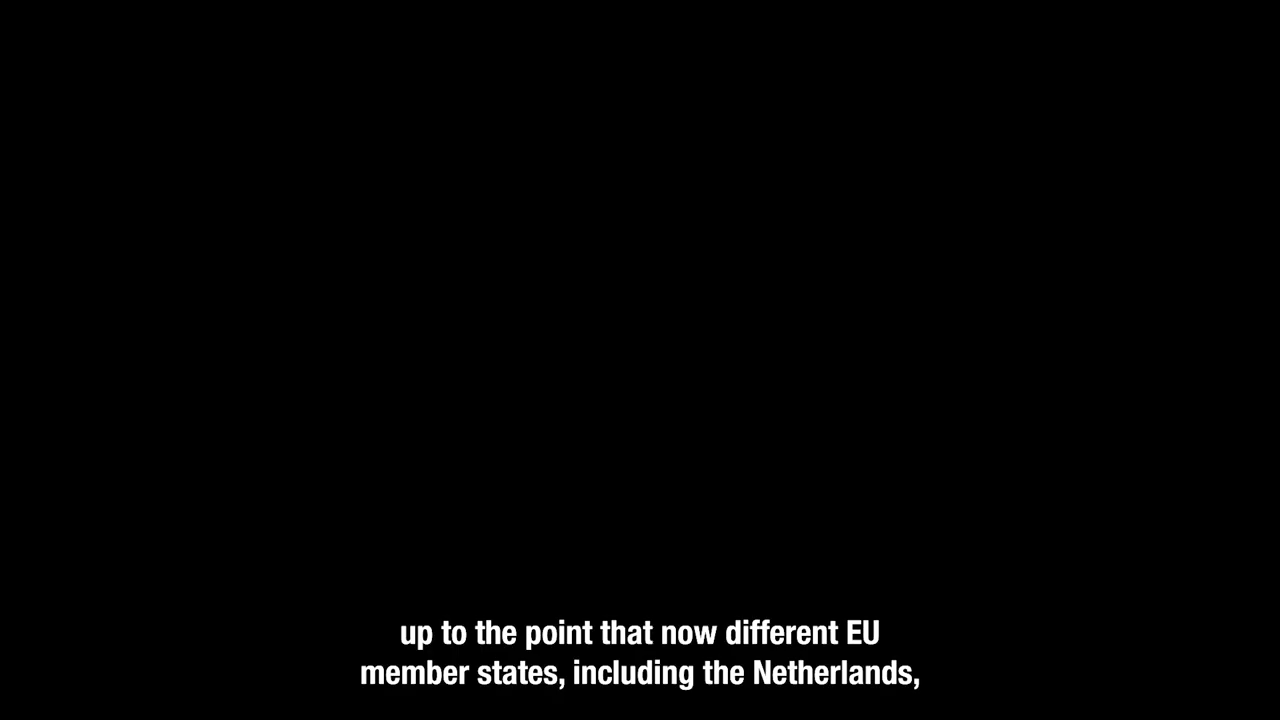 up to the point that now different EU
member states, including the Netherlands,